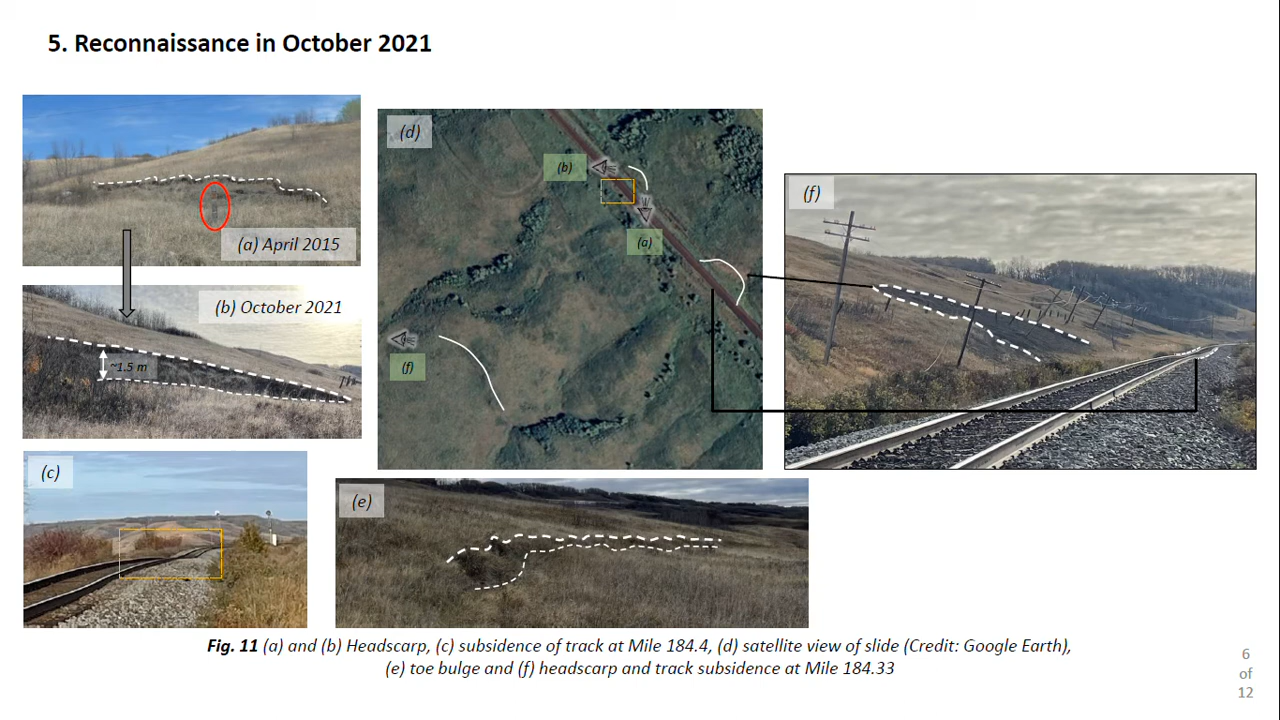 5. Reconnaissance in October 2021
(a) April 2015
(b) October 2021
~1.5 m
(c)
(d)
(b)
(a)
(f)
(e)
(f)
Fig. 11 (a) and (b) Headscarp, (c) subsidence of track at Mile 184.4, (d) satellite view of slide (Credit: Google Earth),
(e) toe bulge and (f) headscarp and track subsidence at Mile 184.33
6
of
12